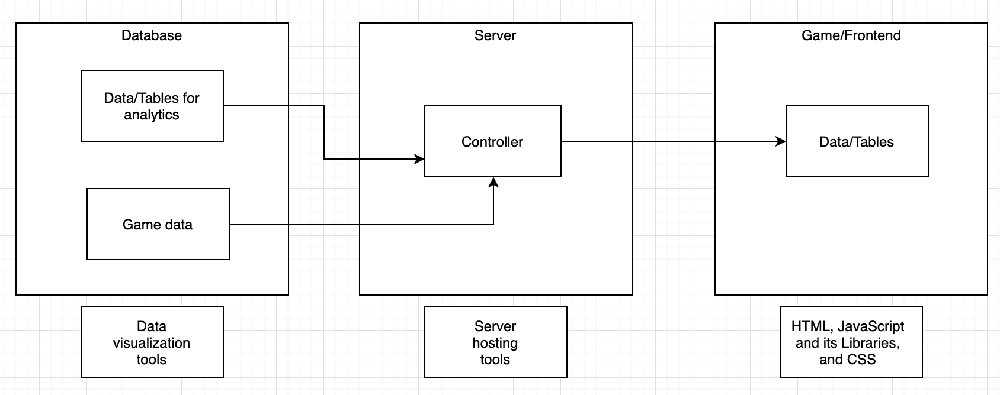 Database
Data/Tables for
analytics
Game data
Data
visualization
tools
Server
Controller
Server
hosting
tools
Game/Frontend
Data/Tables
HTML, JavaScript
and its Libraries,
and CSS